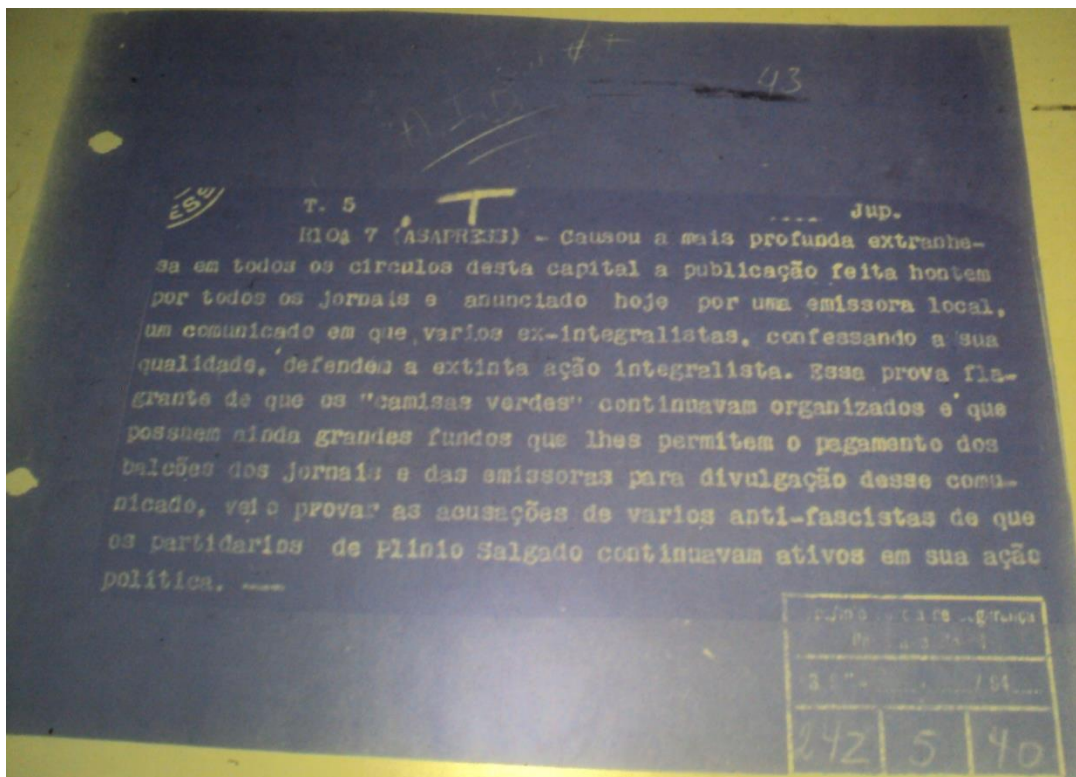 43
ESS
T. 5 T Jup.
RIO, 7 (ASAPRESS) - Causou a mais profunda extranhe-
sa em todos os circulos desta capital a publicação feita hontem
por todos os jornais e anunciado hoje por uma emissora local,
um comunicado em que varios ex-integralistas, confessando a sua
qualidade, defendem a extinta ação integralista. Essa prova fla-
grante de que os "camisas verdes" continuavam organizados e que
possuem ainda grandes fundos que lhes permitem o pagamento dos
balcões dos jornais e das emissoras para divulgação desse comu-
nicado, veio provar as acusações de varios anti-fascistas de que
os partidarios de Plinio Salgado continuavam ativos em sua ação
politica. ----
242 5 40